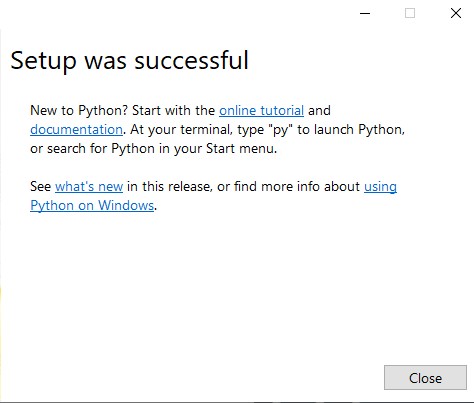 Setup was successful
New to Python? Start with the online tutorial and
documentation. At your terminal, type "py" to launch Python,
or search for Python in your Start menu.
See what's new in this release, or find more info about using
Python on Windows.
Close